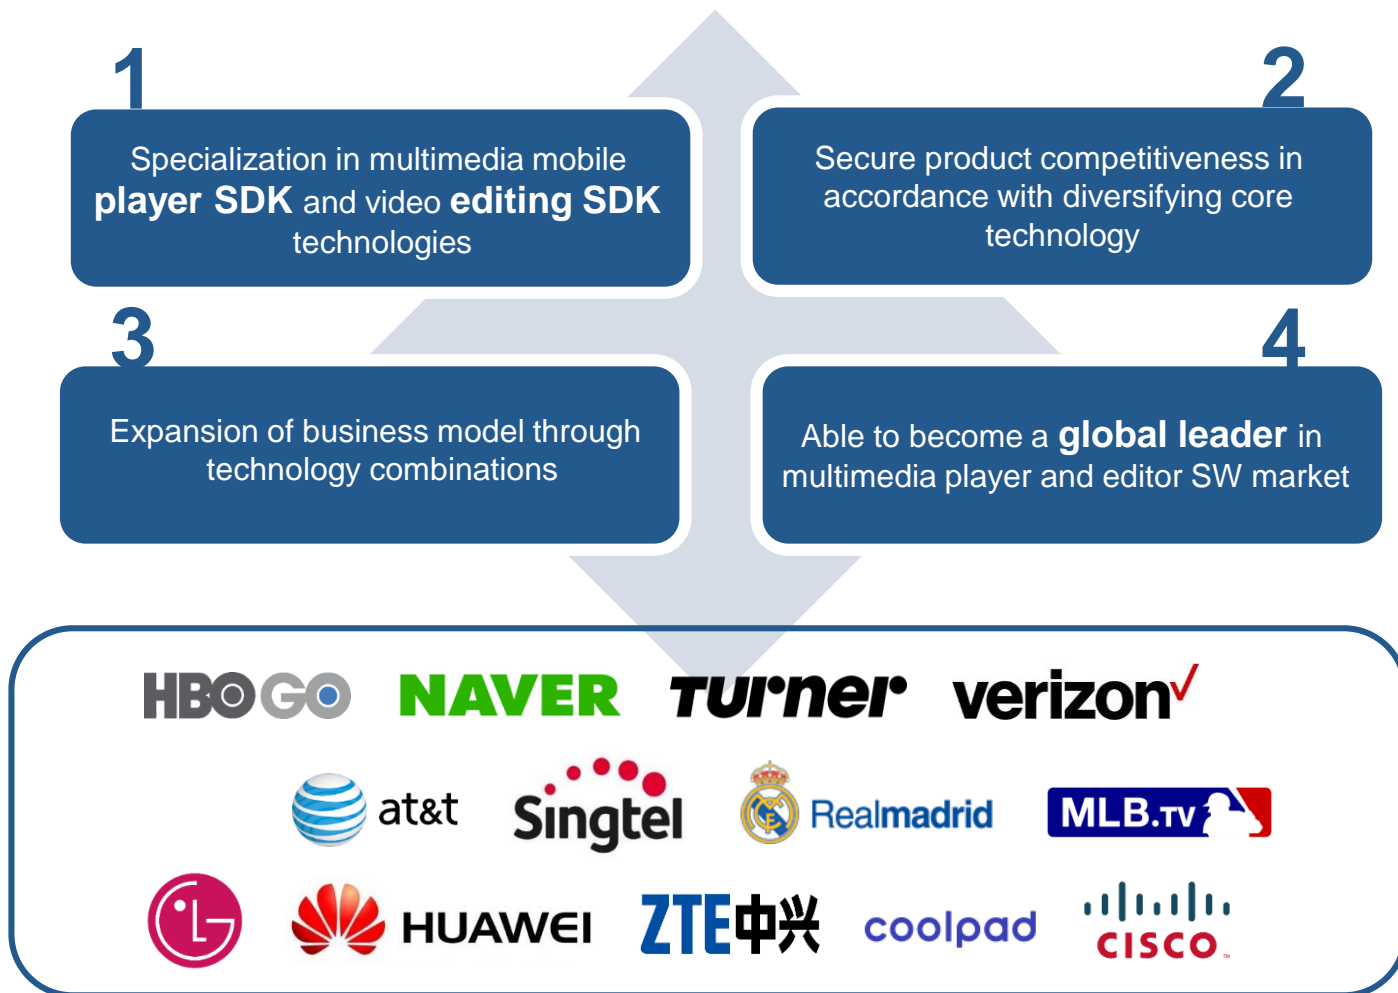 1
Specialization in multimedia mobile
player SDK and video editing SDK
technologies
2
Secure product competitiveness in
accordance with diversifying core
technology
3
Expansion of business model through
technology combinations
4
Able to become a global leader in
multimedia player and editor SW market
HBO GO NAVER Turner verizon
at&t Singtel Realmadrid MLB.TV
LG HUAWEI ZTE中兴 coolpad CISCO™